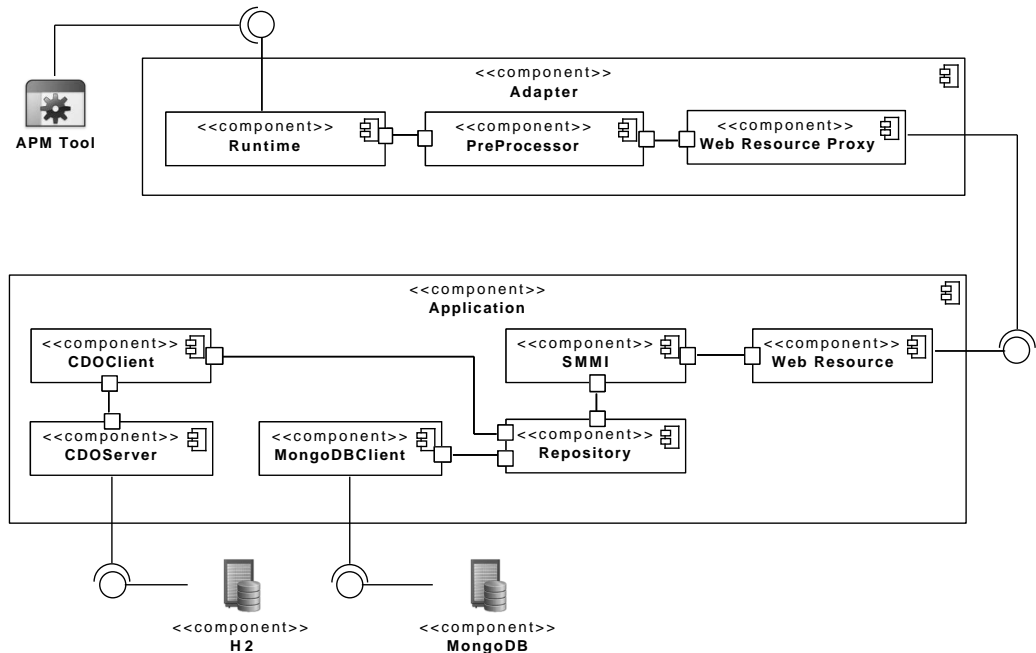 <<component>>
Adapter
APM Tool
<<component>>
Runtime
<<component>>
PreProcessor
<<component>>
Web Resource Proxy
<<component>>
Application
<<component>>
CDOClient
<<component>>
SMMI
<<component>>
Web Resource
<<component>>
CDOServer
<<component>>
MongoDBClient
<<component>>
Repository
<<component>>
H2
<<component>>
MongoDB